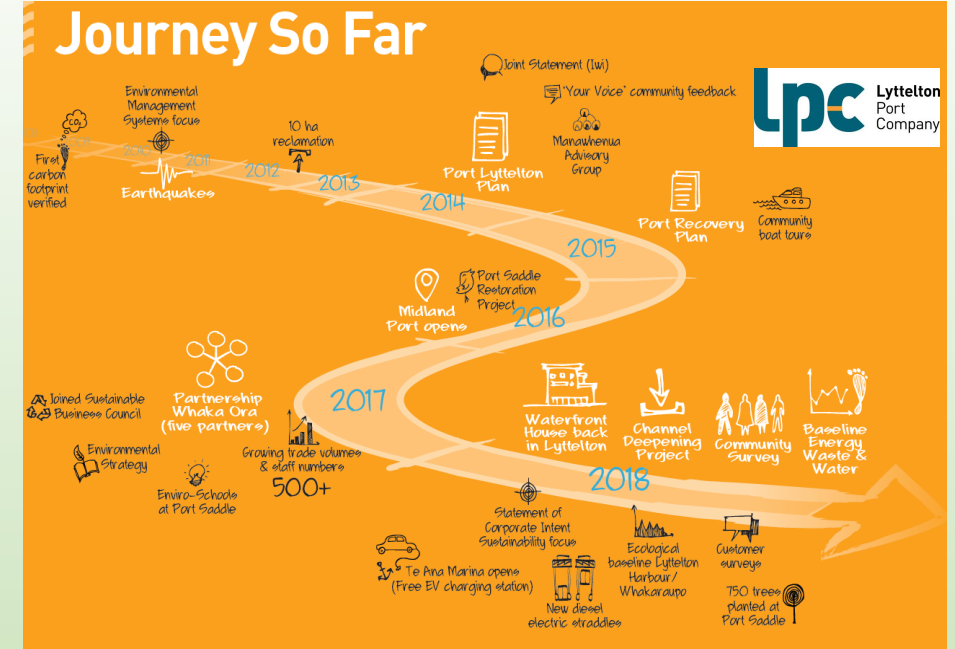 Journey So Far
lpc
Lyttelton
Port
Company
Joint Statement (Iwi)
'Your Voice' community feedback
Manawhenua
Advisory
Group
Environmental
Management
Systems focus
10 ha
reclamation
CO₂
First
carbon
footprint
verified
2010
2011
2012
2013
2014
Earthquakes
Port Lyttelton
Plan
Port Recovery
Plan
Community
boat tours
2015
Port Saddle
Restoration
Project
Midland
Port opens
2016
Joined Sustainable
Business Council
Partnership
Whaka Ora
(five partners)
2017
Environmental
Strategy
Enviro-Schools
at Port Saddle
Growing trade volumes
& staff numbers
500+
Waterfront
House back
in Lyttelton
Channel
Deepening
Project
Community
Survey
Baseline
Energy
Waste &
Water
2018
Statement of
Corporate Intent
Sustainability focus
Te Ana Marina opens
(Free EV charging station)
New diesel
electric straddles
Ecological
baseline Lyttelton
Harbour/
Whakaraupo
Customer
surveys
750 trees
planted at
Port Saddle